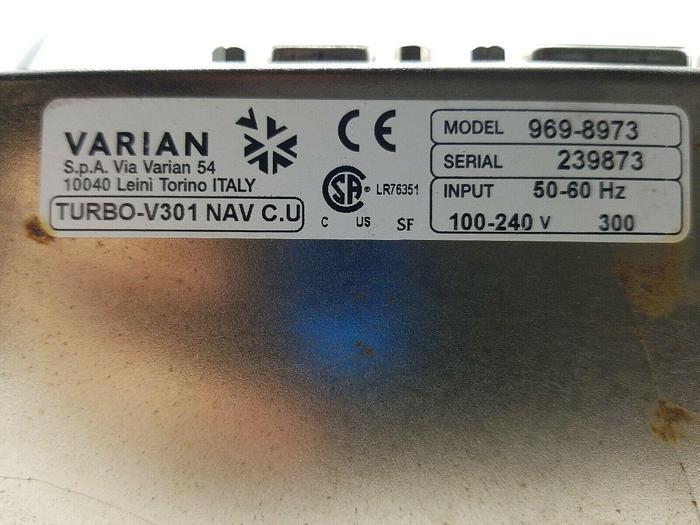 VARIAN
S.p.A. Via Varian 54
10040 Leinì Torino ITALY
TURBO-V301 NAV C.U
CE
SA ® LR76351
C US SF
MODEL 969-8973
SERIAL 239873
INPUT 50-60 Hz
100-240 V 300